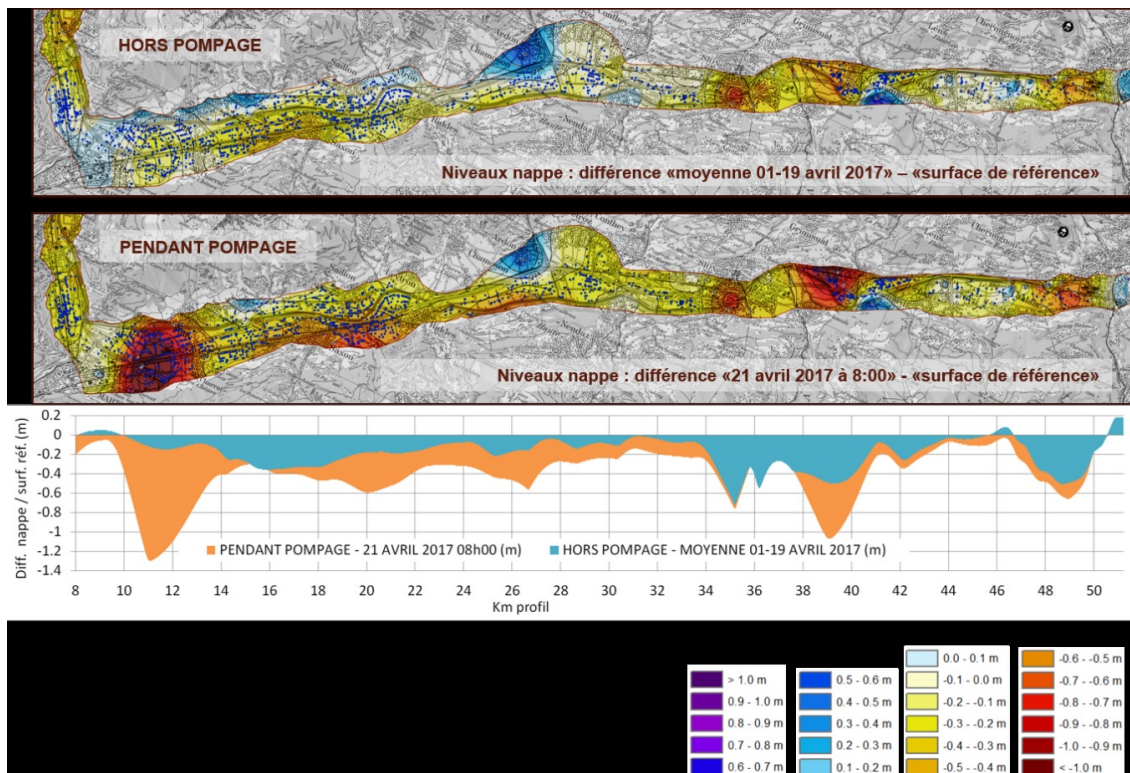 HORS POMPAGE
Niveaux nappe : différence «moyenne 01-19 avril 2017» – «surface de référence»
PENDANT POMPAGE
Niveaux nappe : différence «21 avril 2017 à 8:00» - «surface de référence»
Diff. nappe / surf. réf. (m)
0.2
0
-0.2
-0.4
-0.6
-0.8
-1
-1.2
-1.4
PENDANT POMPAGE - 21 AVRIL 2017 08h00 (m) HORS POMPAGE - MOYENNE 01-19 AVRIL 2017 (m)
8 10 12 14 16 18 20 22 24 26 28 30 32 34 36 38 40 42 44 46 48 50
Km profil
> 1.0 m
0.9 - 1.0 m
0.8 - 0.9 m
0.7 - 0.8 m
0.6 - 0.7 m
0.5 - 0.6 m
0.4 - 0.5 m
0.3 - 0.4 m
0.2 - 0.3 m
0.1 - 0.2 m
0.0 - 0.1 m
-0.1 - 0.0 m
-0.2 - -0.1 m
-0.3 - -0.2 m
-0.4 - -0.3 m
-0.5 - -0.4 m
-0.6 - -0.5 m
-0.7 - -0.6 m
-0.8 - -0.7 m
-0.9 - -0.8 m
-1.0 - -0.9 m
< -1.0 m